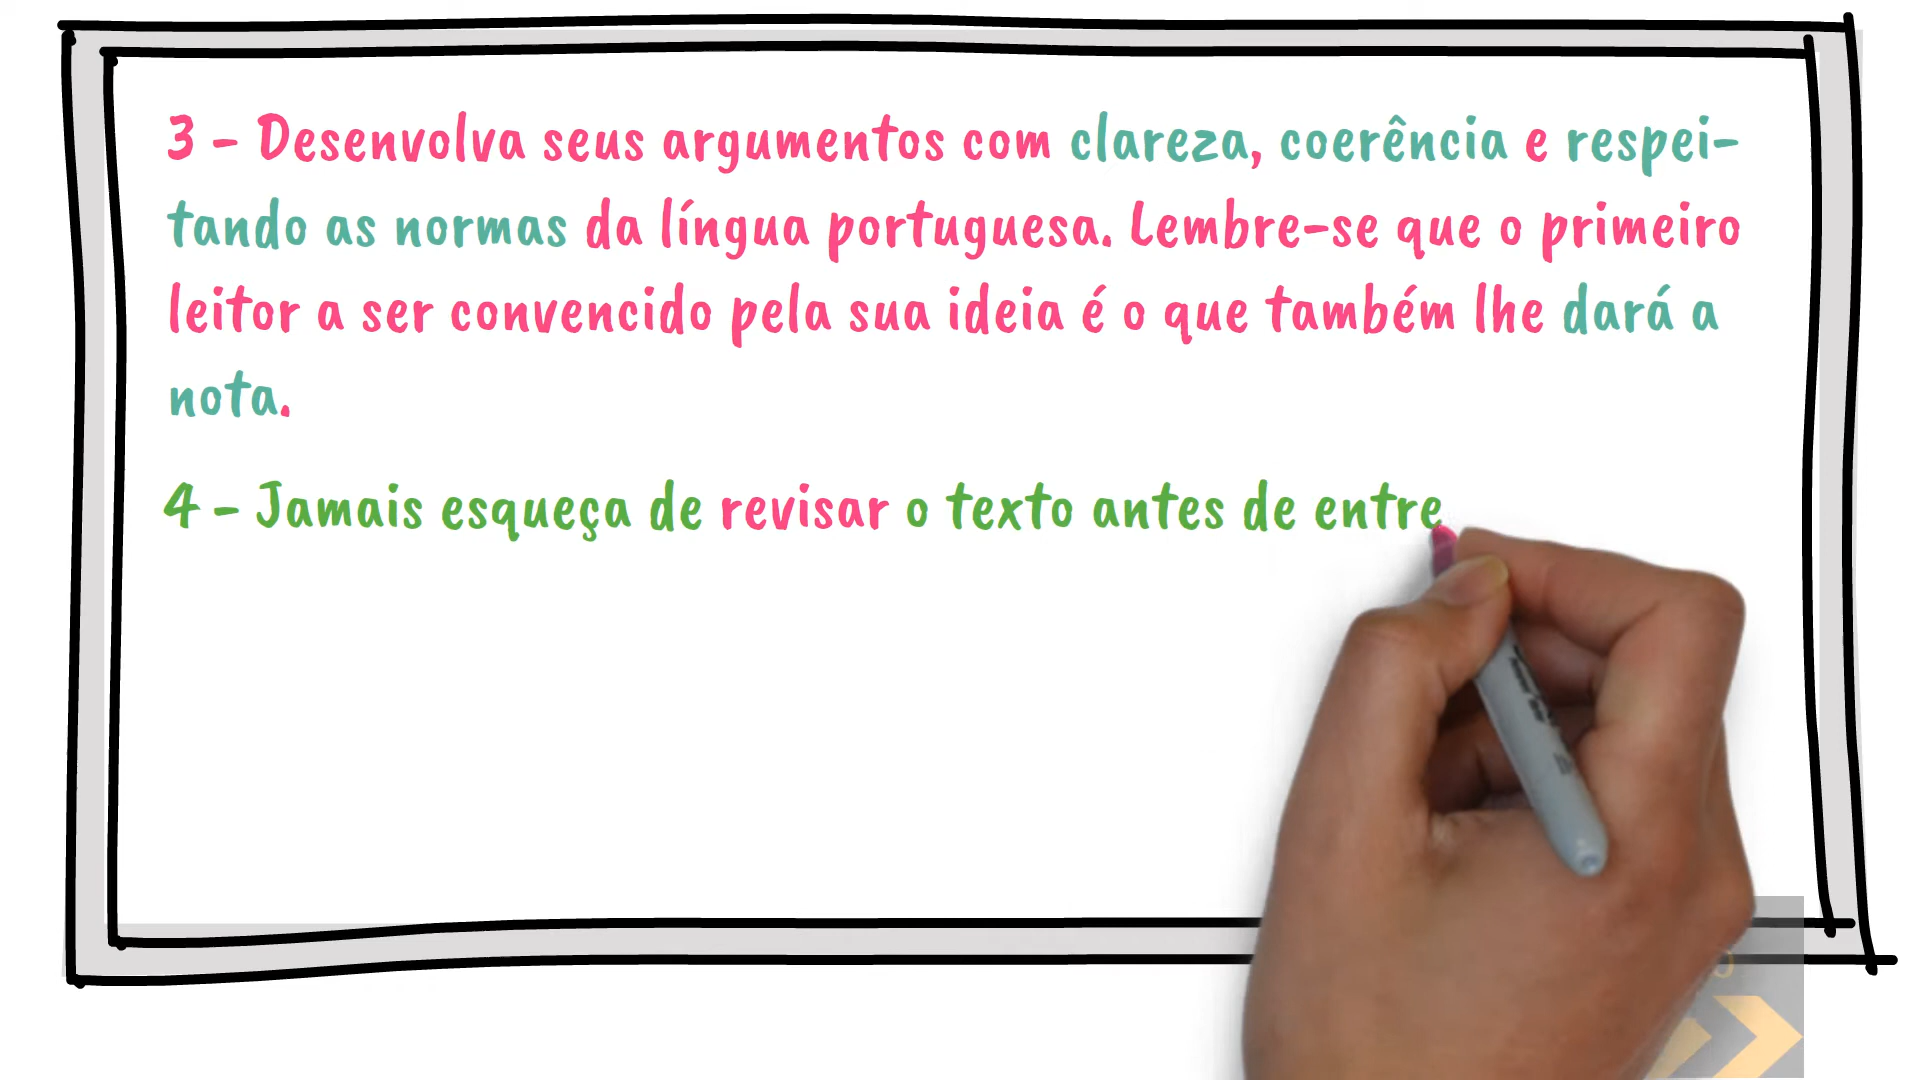 3 - Desenvolva seus argumentos com clareza, coerência e respei-
tando as normas da língua portuguesa. Lembre-se que o primeiro
leitor a ser convencido pela sua ideia é o que também lhe dará a
nota.
4 - Jamais esqueça de revisar o texto antes de entre